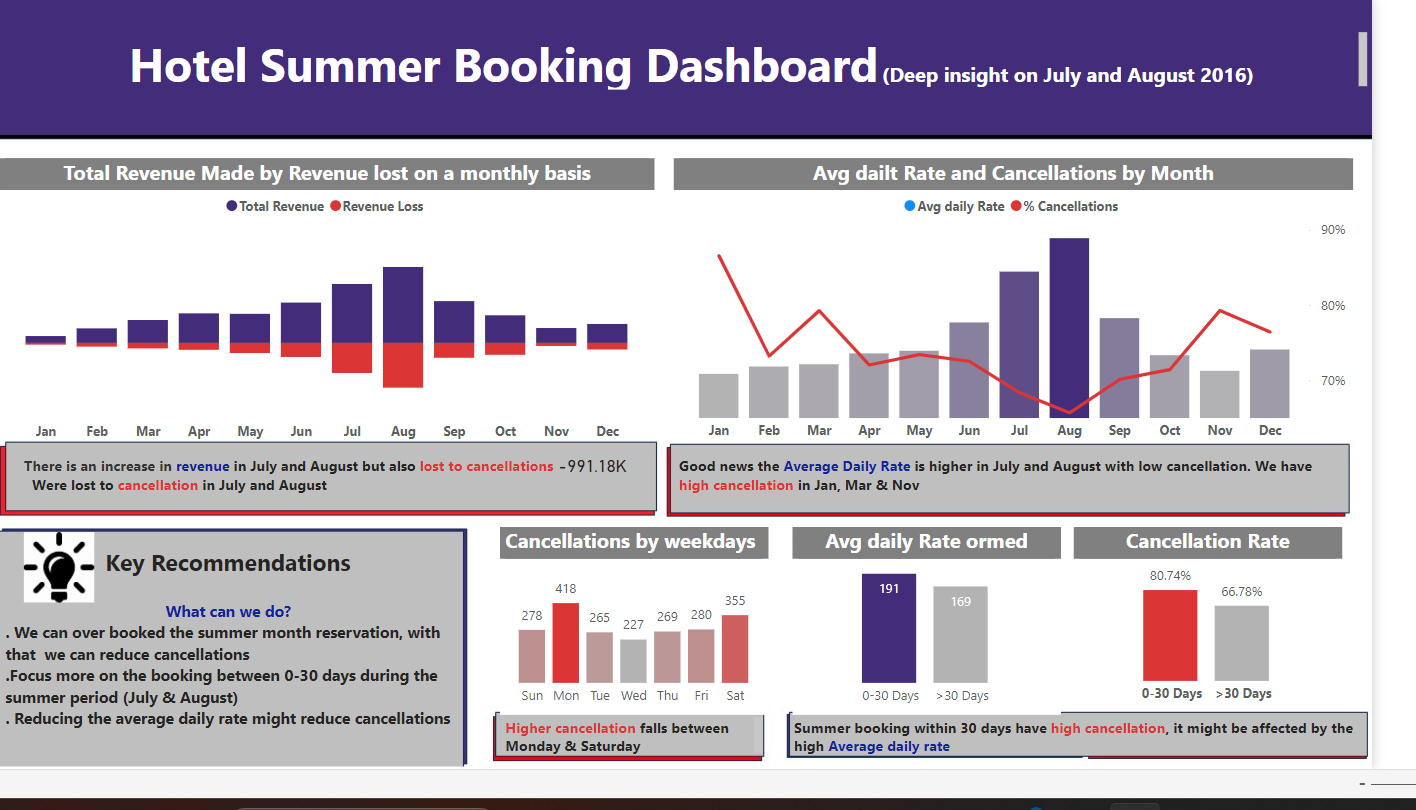 Hotel Summer Booking Dashboard (Deep insight on July and August 2016)
Total Revenue Made by Revenue lost on a monthly basis
Total Revenue Revenue Loss
Jan Feb Mar Apr May Jun Jul Aug Sep Oct Nov Dec
There is an increase in revenue in July and August but also lost to cancellations -991.18K
Were lost to cancellation in July and August
Avg dailt Rate and Cancellations by Month
Avg daily Rate % Cancellations
90%
80%
70%
Jan Feb Mar Apr May Jun Jul Aug Sep Oct Nov Dec
Good news the Average Daily Rate is higher in July and August with low cancellation. We have
high cancellation in Jan, Mar & Nov
Key Recommendations
What can we do?
. We can over booked the summer month reservation, with
that we can reduce cancellations
.Focus more on the booking between 0-30 days during the
summer period (July & August)
. Reducing the average daily rate might reduce cancellations
Cancellations by weekdays
278 418 265 227 269 280 355
Sun Mon Tue Wed Thu Fri Sat
Higher cancellation falls between
Monday & Saturday
Avg daily Rate ormed
191 169
0-30 Days >30 Days
Cancellation Rate
80.74% 66.78%
0-30 Days >30 Days
Summer booking within 30 days have high cancellation, it might be affected by the
high Average daily rate